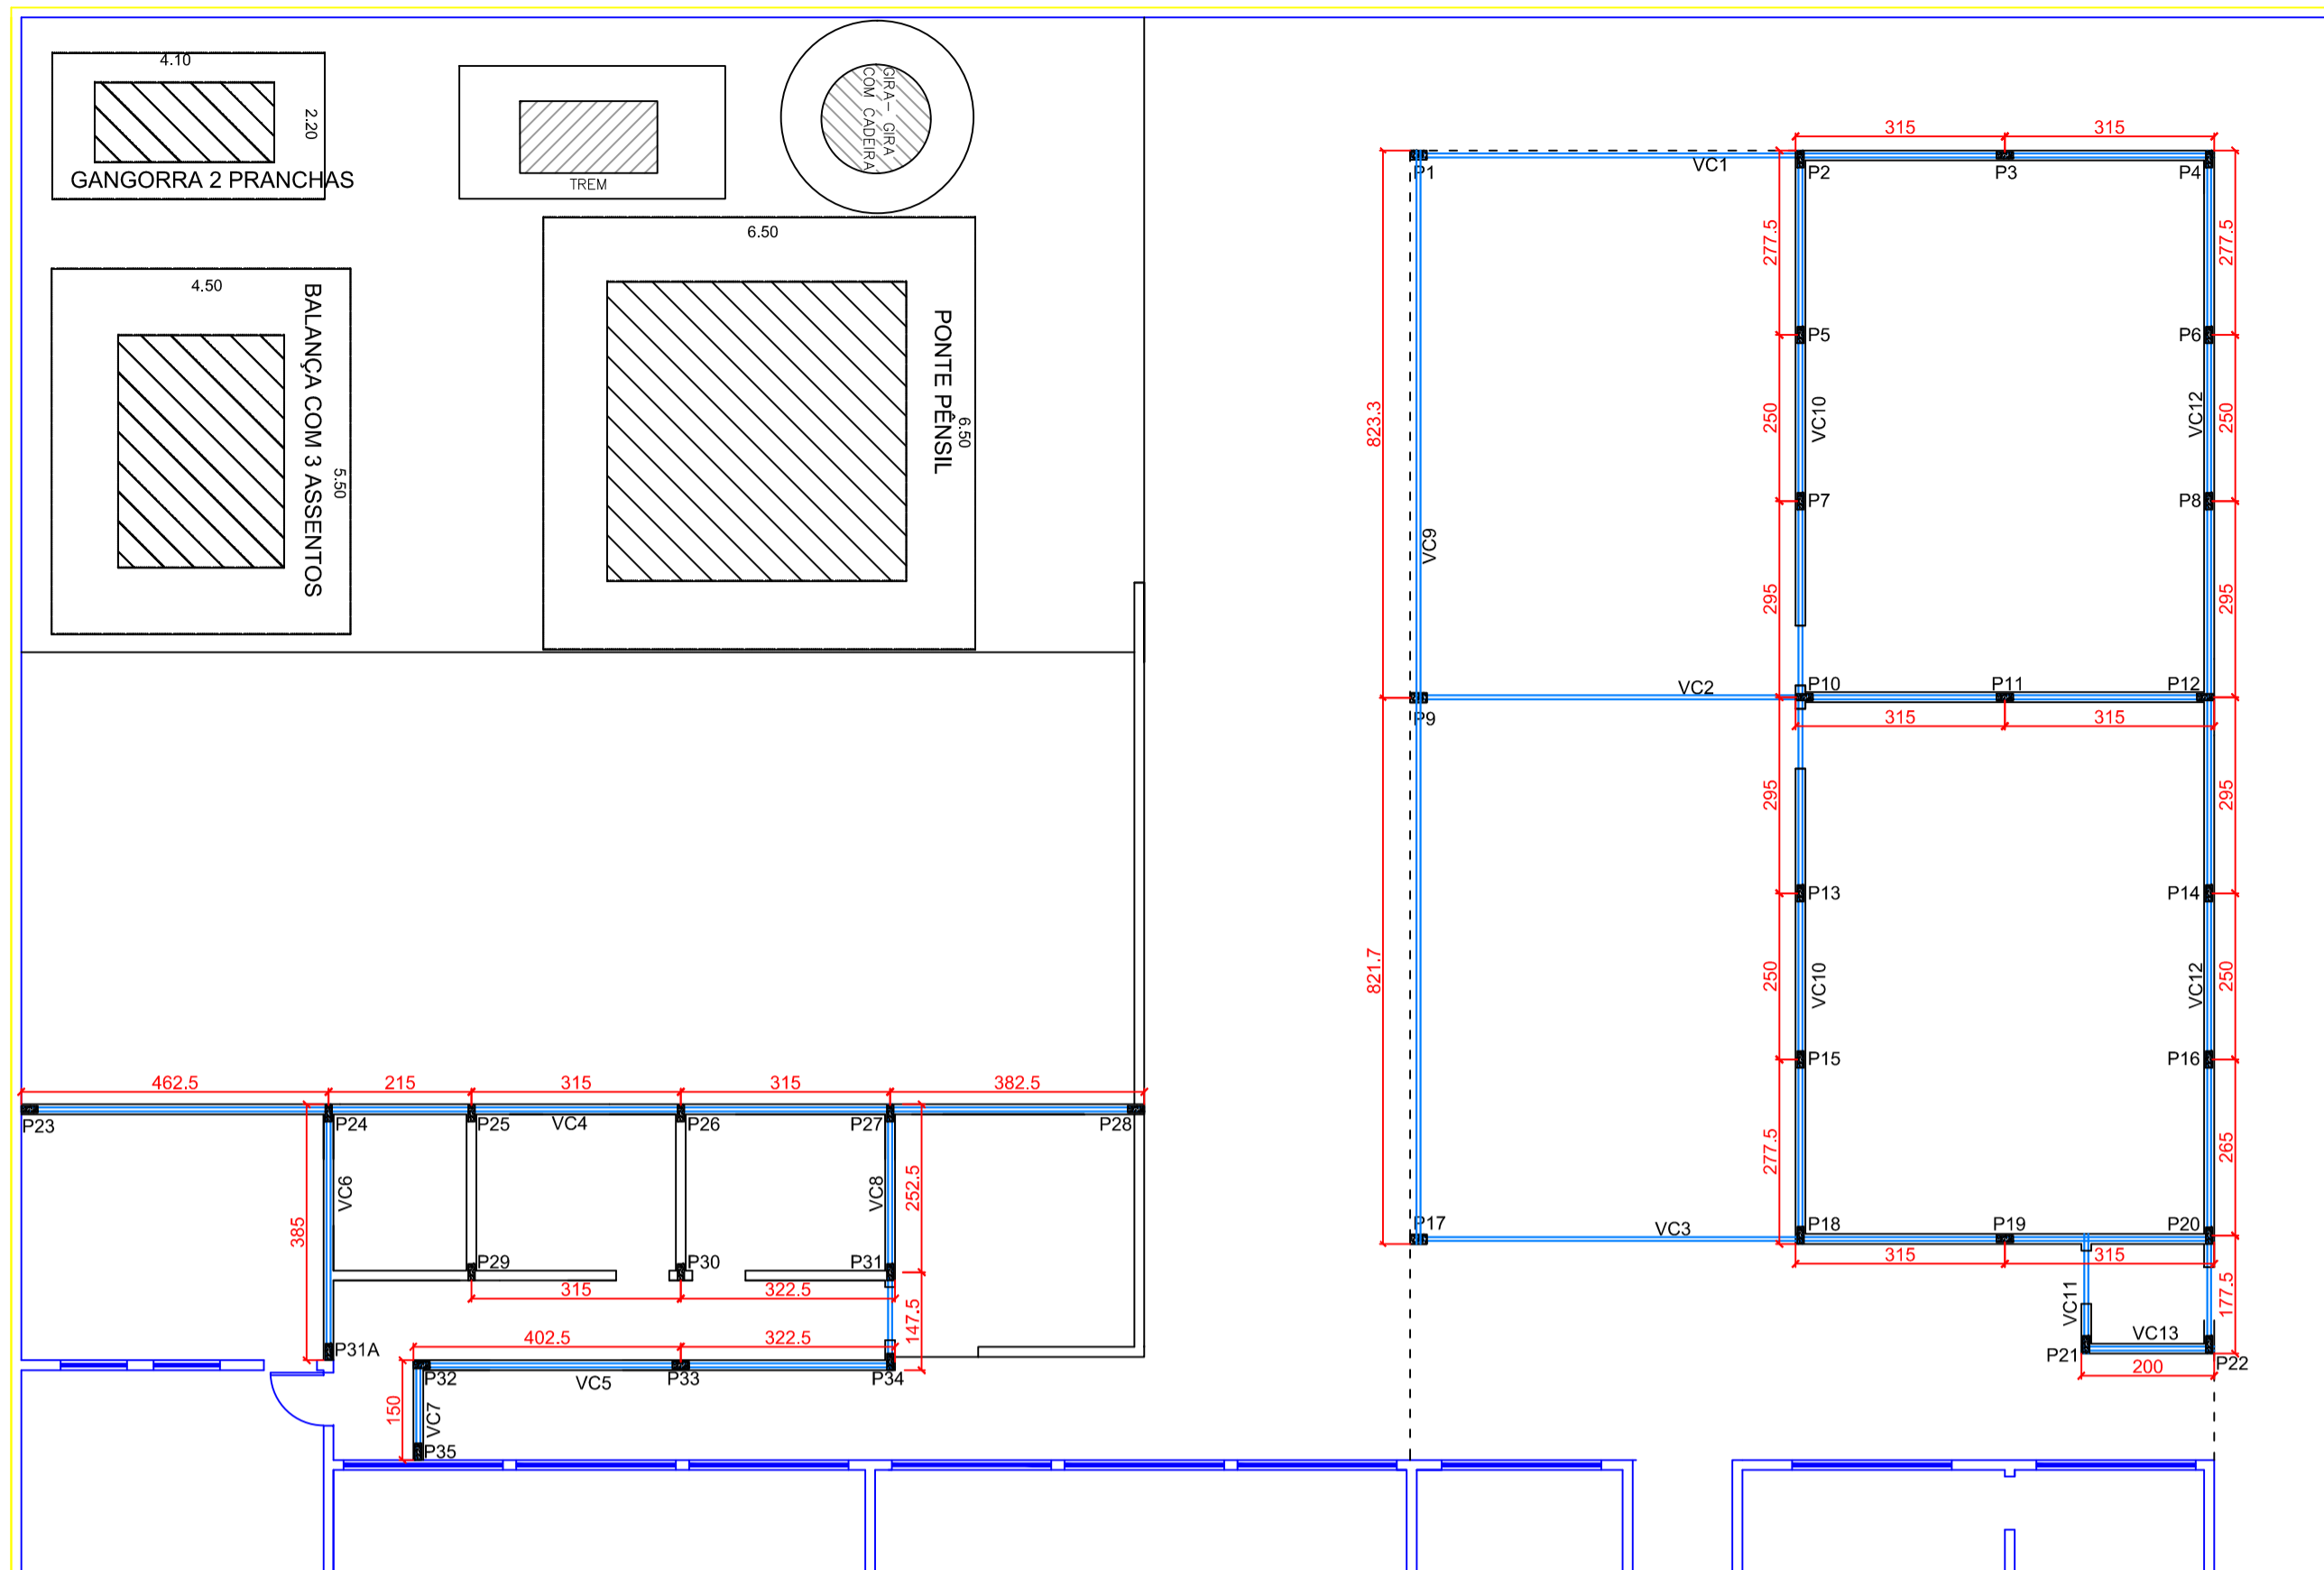 4.10
2.20
GANGORRA 2 PRANCHAS
TREM
GIRA- GIRA
COM CADEIRA
6.50
6.50
PONTE PÊNSIL
4.50
5.50
BALANÇA COM 3 ASSENTOS
315
315
P1
VC1
P2
P3
P4
277.5
277.5
P5
P6
823.3
250
VC10
VC12
250
P7
P8
VC9
295
295
VC2
P9
P10
P11
P12
315
315
295
295
P13
P14
821.7
250
VC10
VC12
250
P15
P16
277.5
265
P17
VC3
P18
P19
P20
315
315
VC11
177.5
VC13
P21
P22
200
462.5
215
315
315
382.5
P23
P24
P25
VC4
P26
P27
P28
385
VC6
VC8
252.5
P29
P30
P31
315
322.5
147.5
402.5
322.5
P31A
P32
VC5
P33
P34
150
VC7
P35